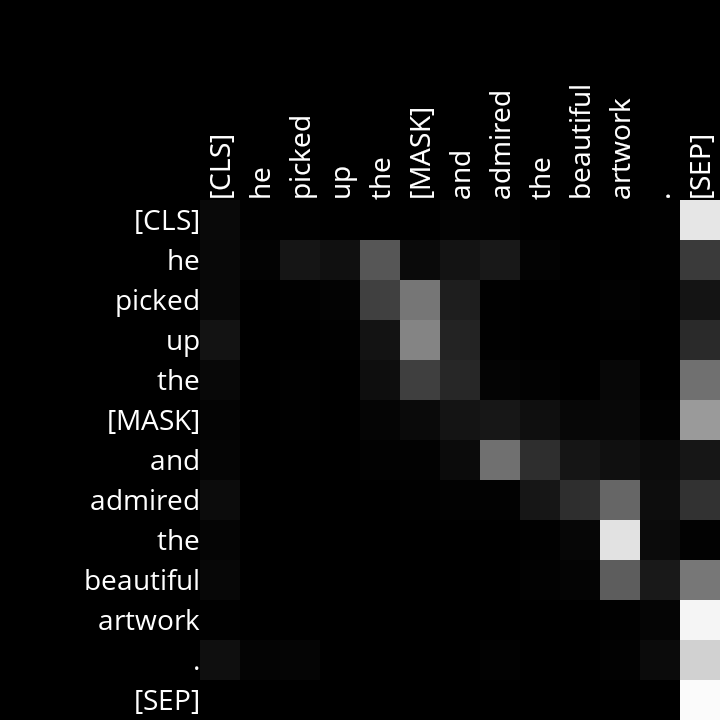 [CLS] he picked up the [MASK] and admired the beautiful artwork . [SEP]
[CLS]
he
picked
up
the
[MASK]
and
admired
the
beautiful
artwork
.
[SEP]